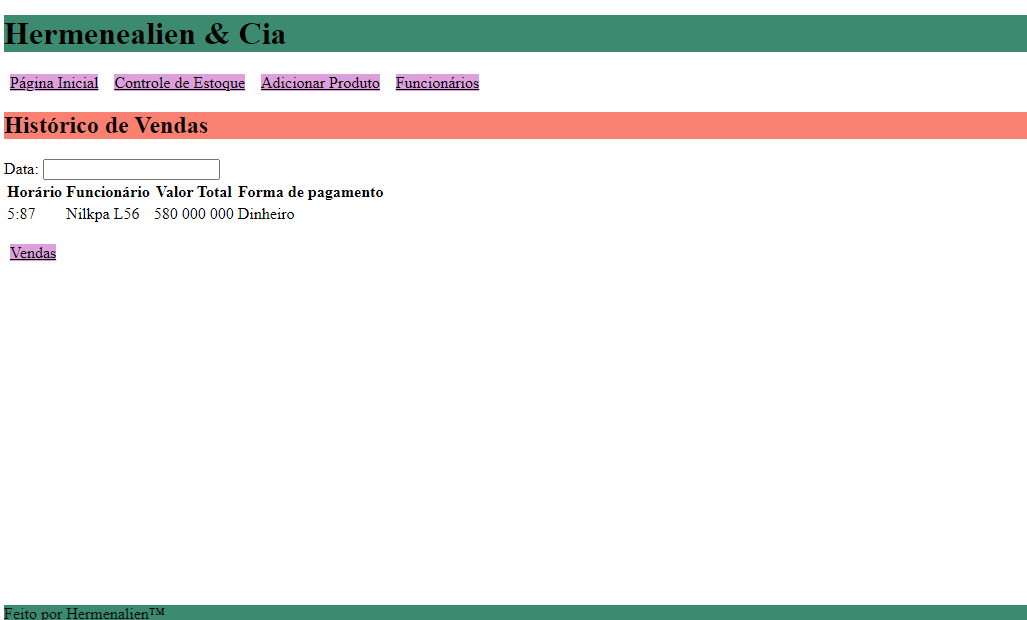 Hermenealien & Cia
Página Inicial Controle de Estoque Adicionar Produto Funcionários
Histórico de Vendas
Data:
Horário Funcionário Valor Total Forma de pagamento
5:87 Nilkpa L56 580 000 000 Dinheiro
Vendas
Feito por Hermenalien™